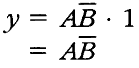 y = AB̅ · 1
= AB̅